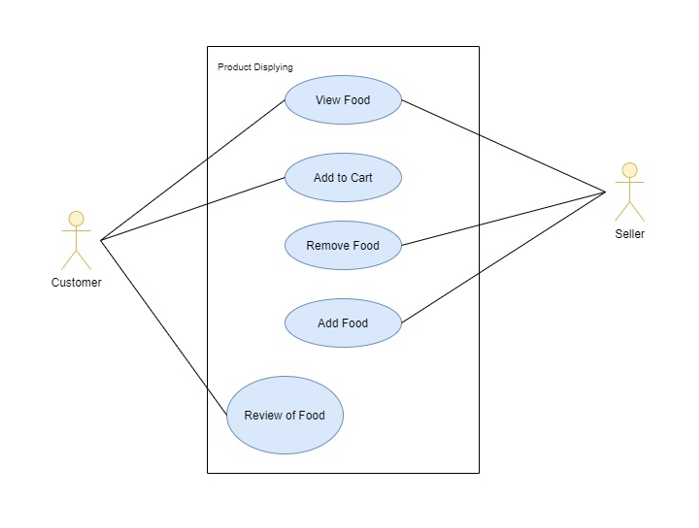 Product Displying
View Food
Add to Cart
Remove Food
Seller
Customer
Add Food
Review of Food